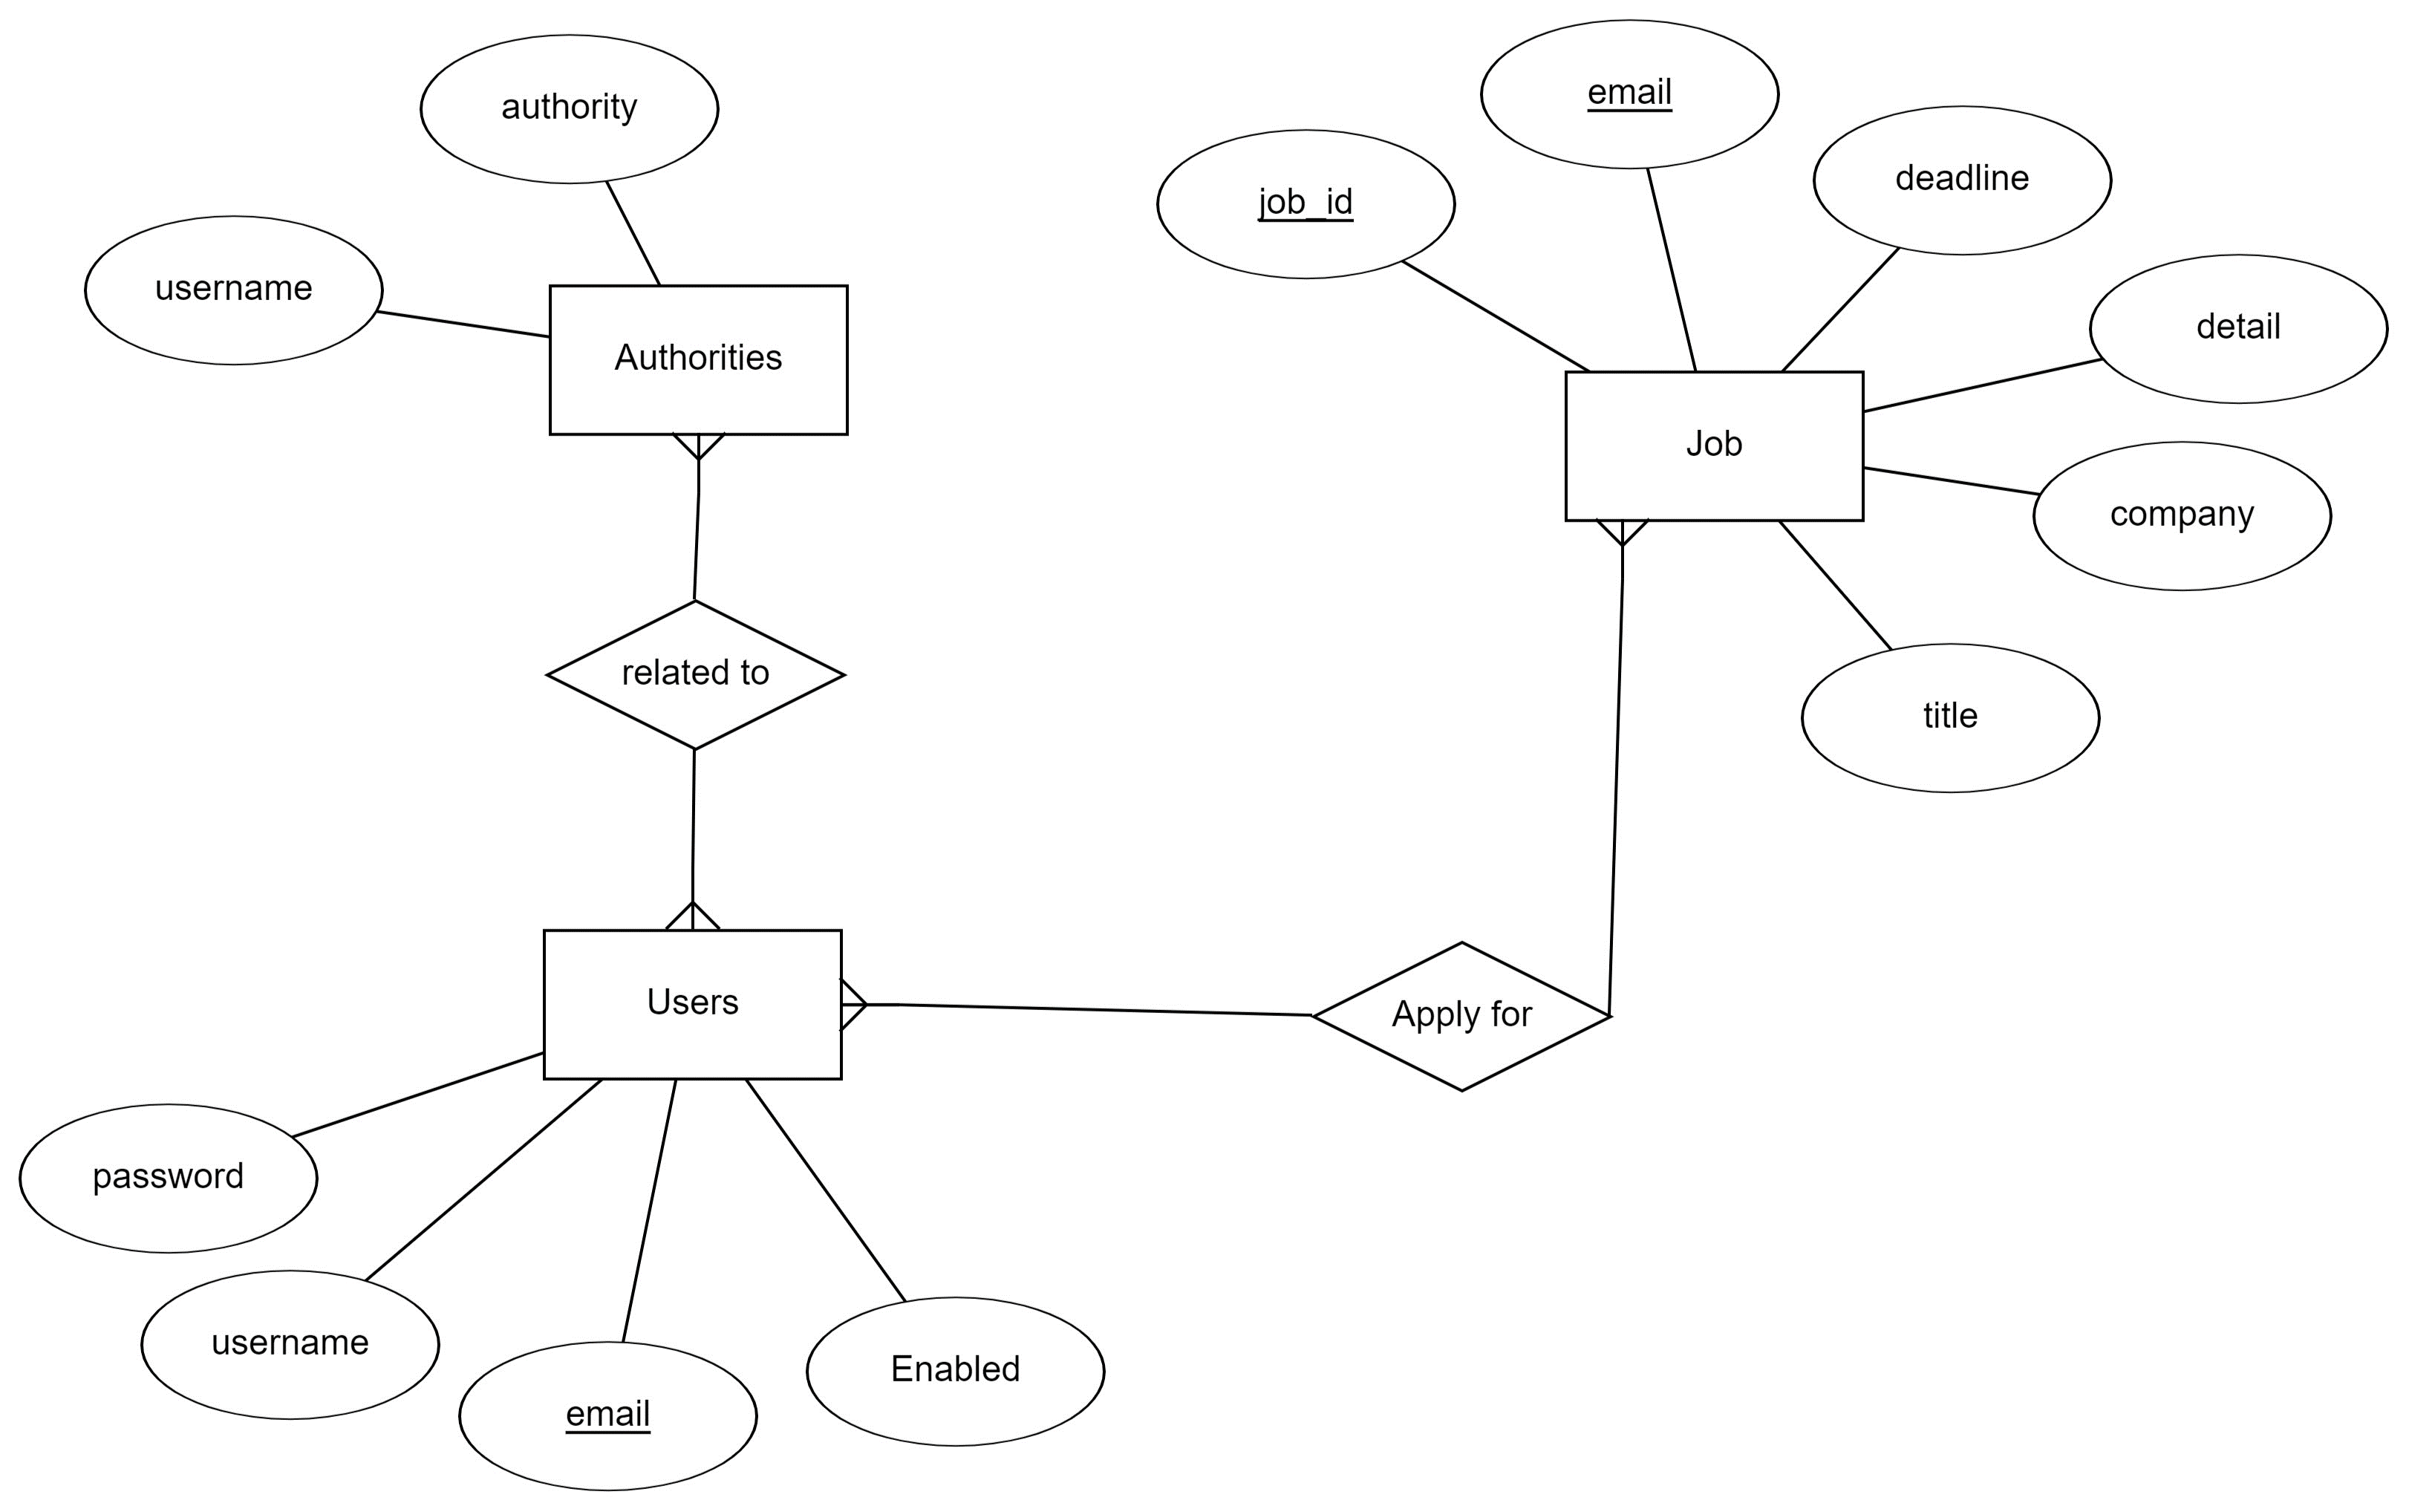 authority
email
deadline
job_id
username
detail
Authorities
Job
company
related to
title
Users
Apply for
password
username
Enabled
email